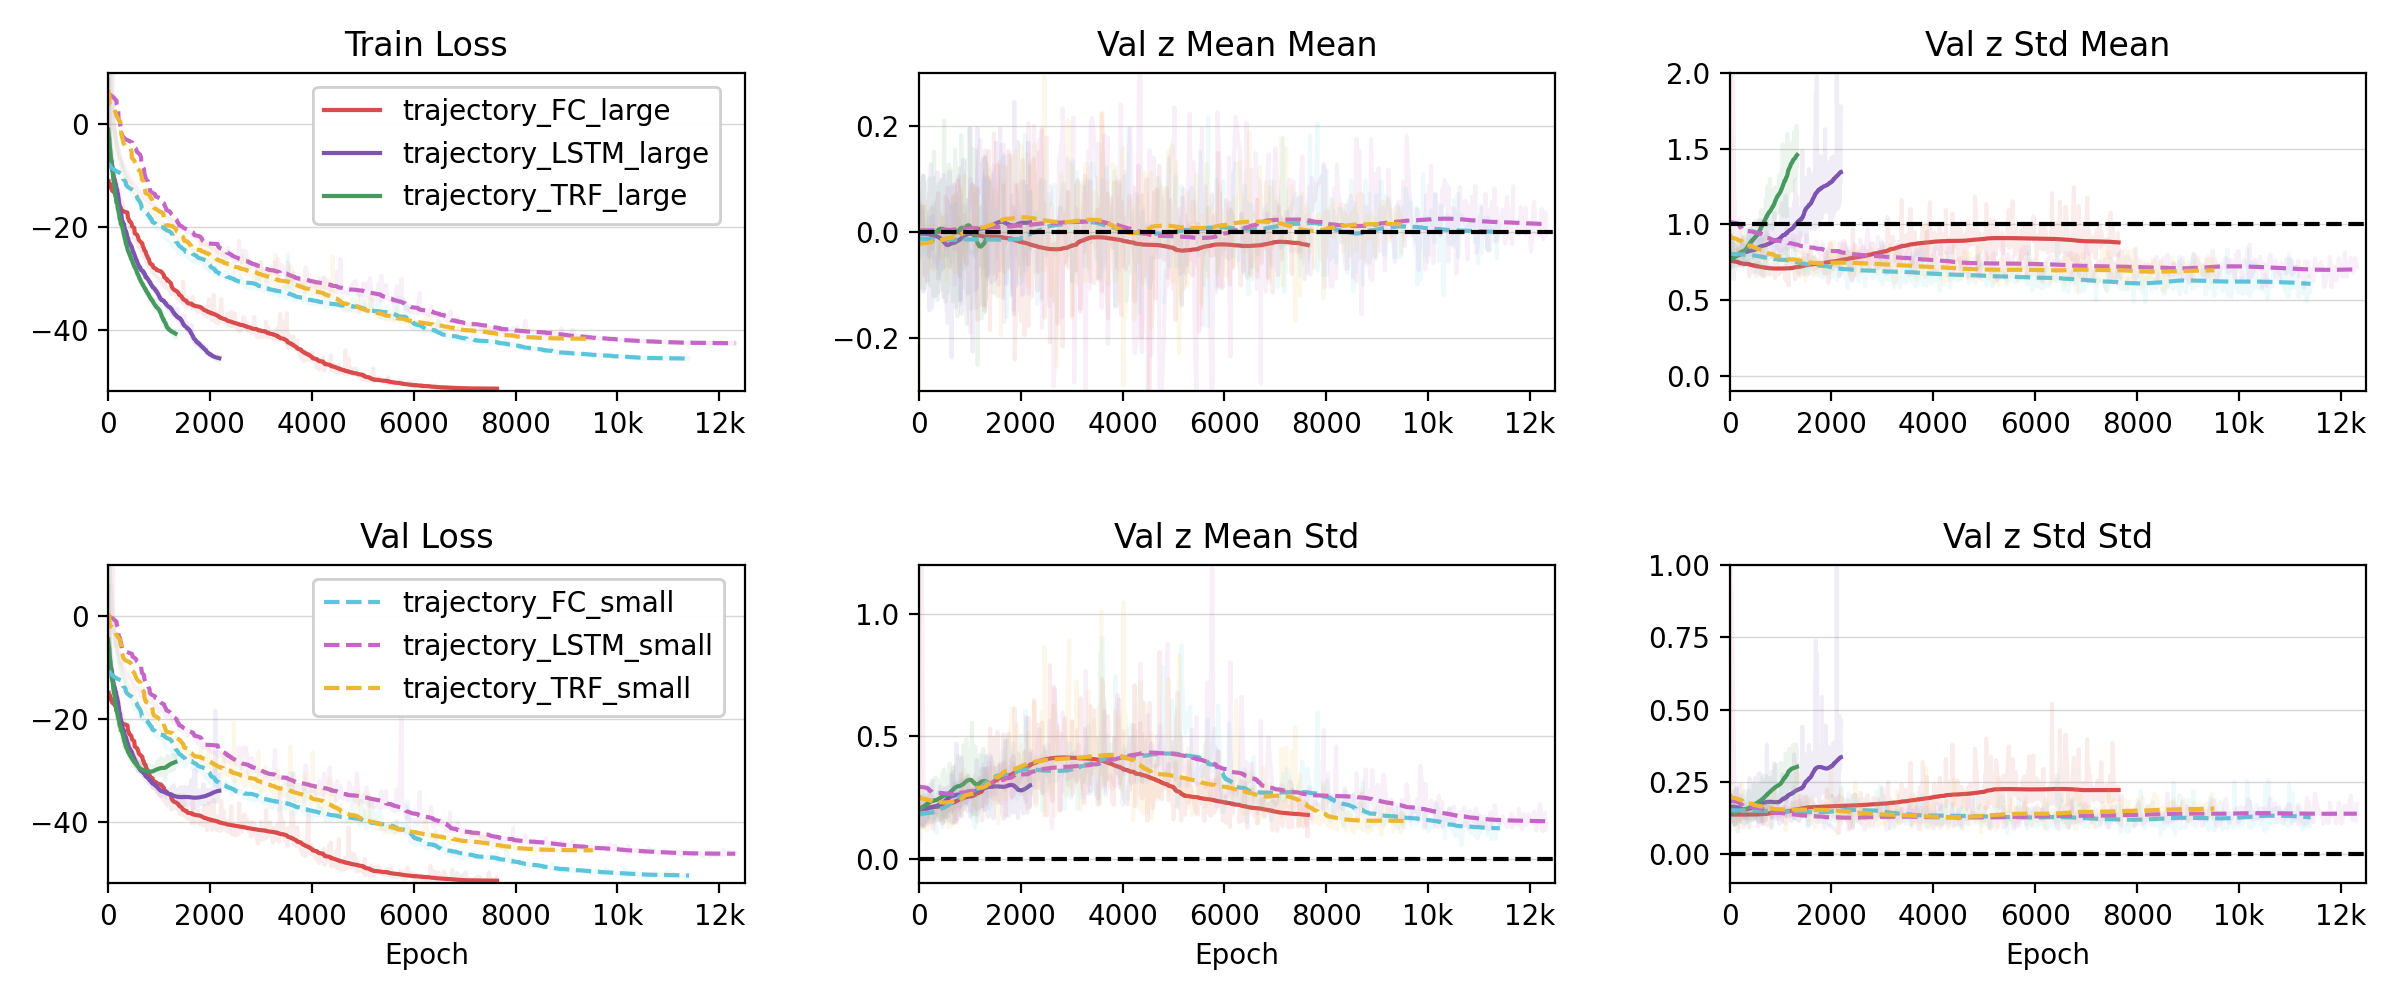 Train Loss
0
−20
−40
0 2000 4000 6000 8000 10k 12k
trajectory_FC_large
trajectory_LSTM_large
trajectory_TRF_large
Val z Mean Mean
0.2
0.0
−0.2
0 2000 4000 6000 8000 10k 12k
Val z Std Mean
2.0
1.5
1.0
0.5
0.0
0 2000 4000 6000 8000 10k 12k
Val Loss
0
−20
−40
0 2000 4000 6000 8000 10k 12k
Epoch
trajectory_FC_small
trajectory_LSTM_small
trajectory_TRF_small
Val z Mean Std
1.0
0.5
0.0
0 2000 4000 6000 8000 10k 12k
Epoch
Val z Std Std
1.00
0.75
0.50
0.25
0.00
0 2000 4000 6000 8000 10k 12k
Epoch